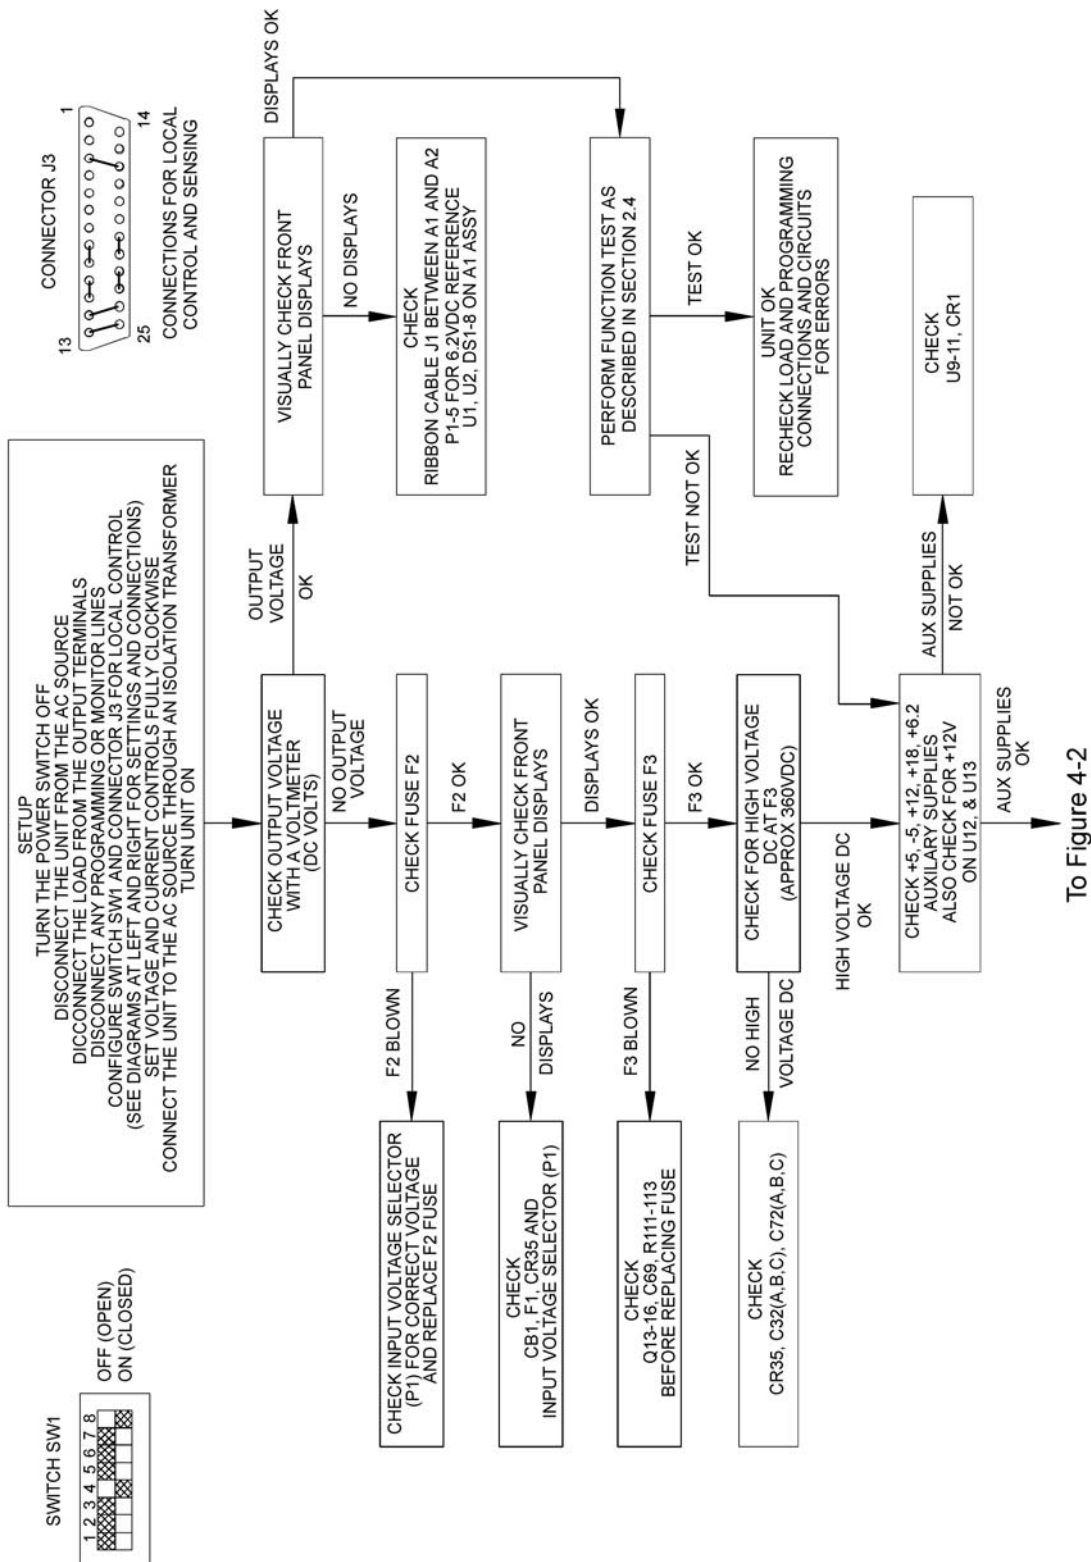 SWITCH SW1
1 2 3 4 5 6 7 8
OFF (OPEN)
ON (CLOSED)
SETUP
TURN THE POWER SWITCH OFF
DISCONNECT THE UNIT FROM THE AC SOURCE
DICCONNECT THE LOAD FROM THE OUTPUT TERMINALS
DISCONNECT ANY PROGRAMMING OR MONITOR LINES
CONFIGURE SWITCH SW1 AND CONNECTOR J3 FOR LOCAL CONTROL
(SEE DIAGRAMS AT LEFT AND RIGHT FOR SETTINGS AND CONNECTIONS)
SET VOLTAGE AND CURRENT CONTROLS FULLY CLOCKWISE
CONNECT THE UNIT TO THE AC SOURCE THROUGH AN ISOLATION TRANSFORMER
TURN UNIT ON
CONNECTOR J3
13
1
25
14
CONNECTIONS FOR LOCAL
CONTROL AND SENSING
CHECK OUTPUT VOLTAGE
WITH A VOLTMETER
(DC VOLTS)
OUTPUT
VOLTAGE
OK
VISUALLY CHECK FRONT
PANEL DISPLAYS
DISPLAYS OK
NO OUTPUT
VOLTAGE
NO DISPLAYS
CHECK FUSE F2
F2 BLOWN
CHECK INPUT VOLTAGE SELECTOR
(P1) FOR CORRECT VOLTAGE
AND REPLACE F2 FUSE
CHECK
RIBBON CABLE J1 BETWEEN A1 AND A2
P1-5 FOR 6.2VDC REFERENCE
U1, U2, DS1-8 ON A1 ASSY
F2 OK
VISUALLY CHECK FRONT
PANEL DISPLAYS
NO
DISPLAYS
CHECK
CB1, F1, CR35 AND
INPUT VOLTAGE SELECTOR (P1)
DISPLAYS OK
CHECK FUSE F3
F3 BLOWN
CHECK
Q13-16, C69, R111-113
BEFORE REPLACING FUSE
PERFORM FUNCTION TEST AS
DESCRIBED IN SECTION 2.4
F3 OK
TEST NOT OK
TEST OK
CHECK FOR HIGH VOLTAGE
DC AT F3
(APPROX 360VDC)
NO HIGH
VOLTAGE DC
CHECK
CR35, C32(A,B,C), C72(A,B,C)
UNIT OK
RECHECK LOAD AND PROGRAMMING
CONNECTIONS AND CIRCUITS
FOR ERRORS
HIGH VOLTAGE DC
OK
CHECK +5, -5, +12, +18, +6.2
AUXILARY SUPPLIES
ALSO CHECK FOR +12V
ON U12, & U13
AUX SUPPLIES
NOT OK
CHECK
U9-11, CR1
AUX SUPPLIES
OK
To Figure 4-2